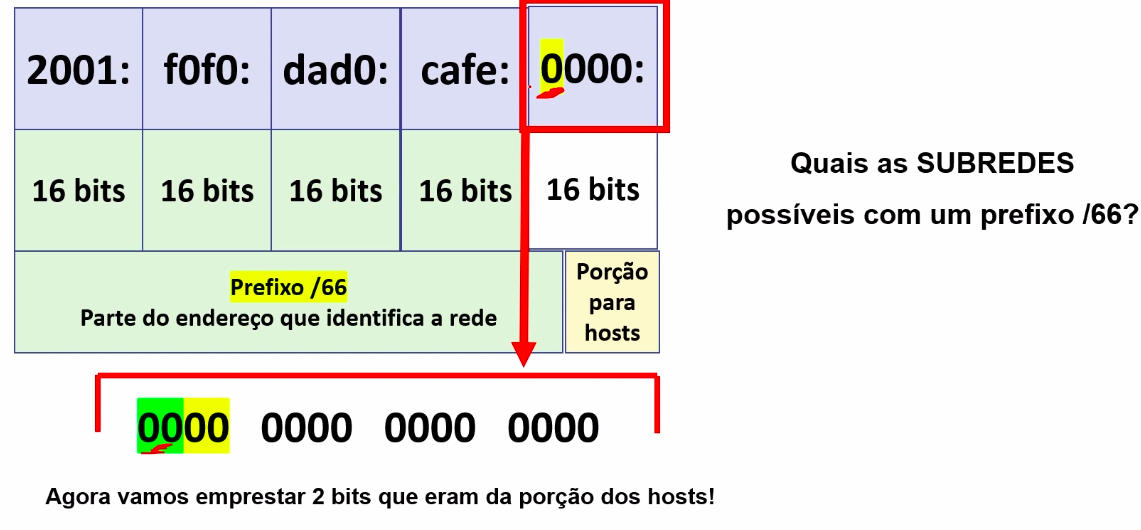 2001: f0f0: dad0: cafe: 0000:
16 bits 16 bits 16 bits 16 bits 16 bits
Quais as SUBREDES
possíveis com um prefixo /66?
Prefixo /66
Parte do endereço que identifica a rede
Porção
para
hosts
0000 0000 0000 0000
Agora vamos emprestar 2 bits que eram da porção dos hosts!